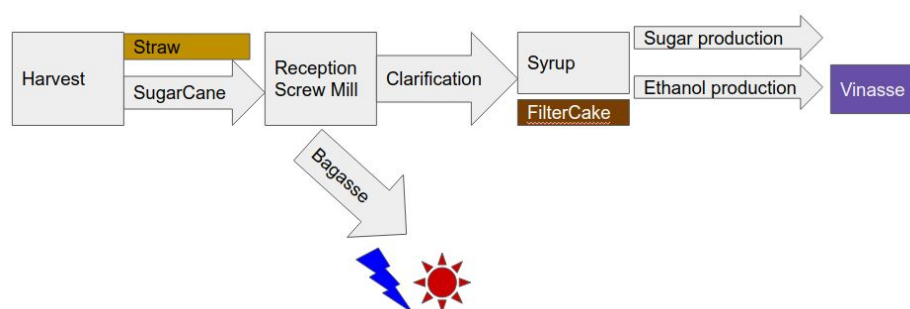 Harvest
Straw
SugarCane
Reception
Screw Mill
Clarification
Syrup
FilterCake
Sugar production
Ethanol production
Vinasse
Bagasse